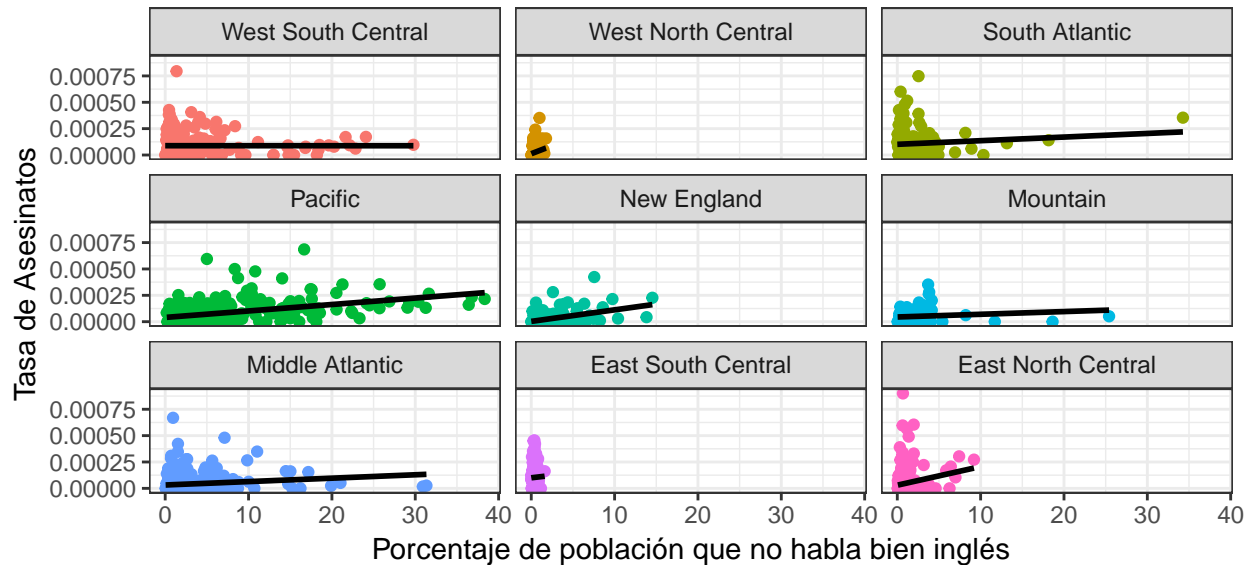 West South Central
West North Central
South Atlantic
0.00075
0.00050
0.00025
0.00000
Pacific
New England
Mountain
0.00075
0.00050
0.00025
0.00000
Middle Atlantic
East South Central
East North Central
0.00075
0.00050
0.00025
0.00000
0 10 20 30 40
0 10 20 30 40
0 10 20 30 40
Tasa de Asesinatos
Porcentaje de población que no habla bien inglés